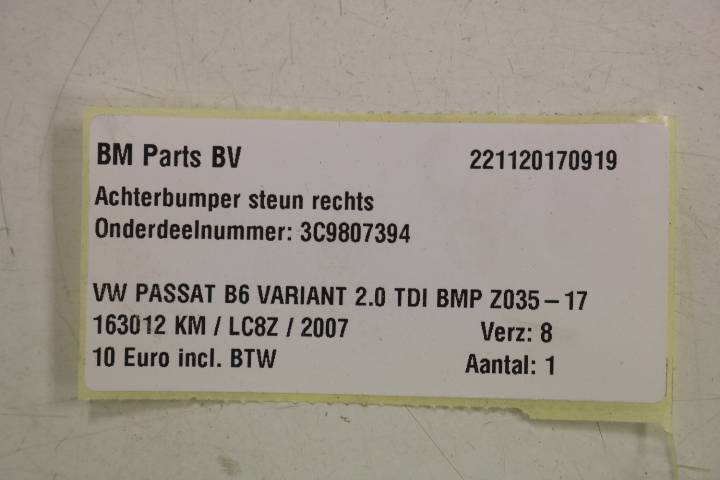 BM Parts BV 221120170919
Achterbumper steun rechts
Onderdeelnummer: 3C9807394
VW PASSAT B6 VARIANT 2.0 TDI BMP Z035-17
163012 KM / LC8Z / 2007 Verz: 8
10 Euro incl. BTW Aantal: 1